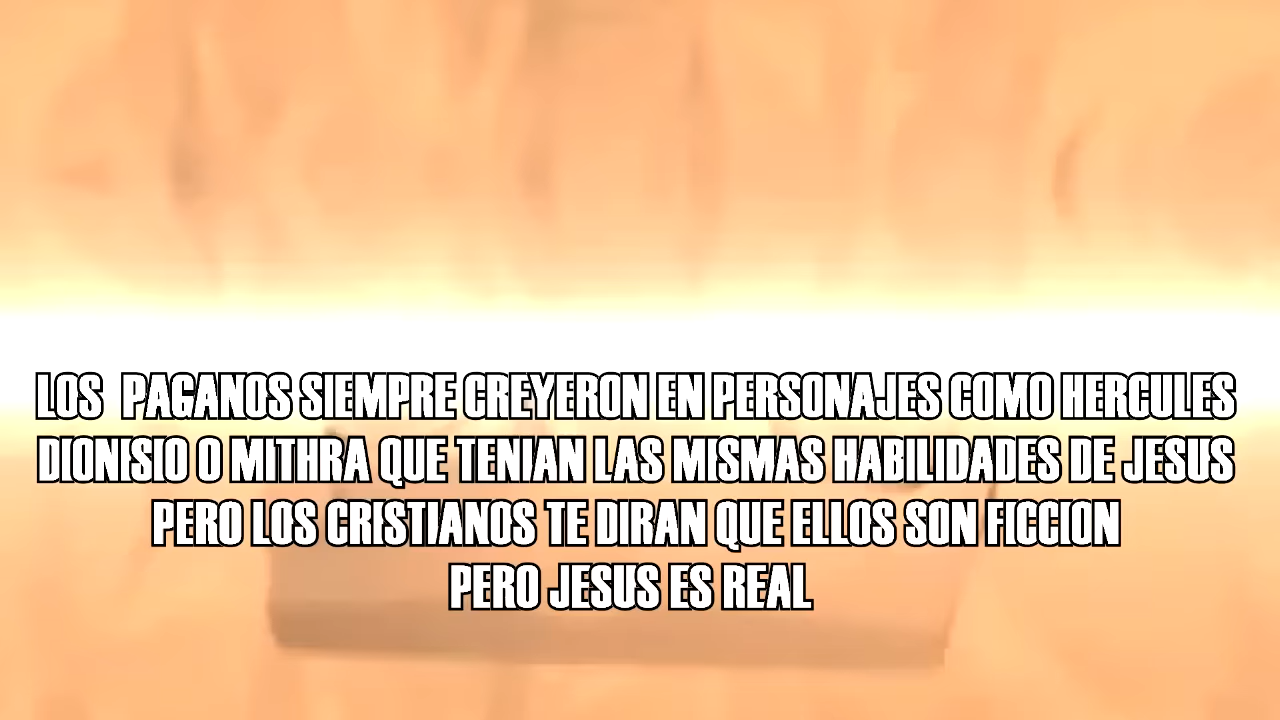 LOS PAGANOS SIEMPRE CREYERON EN PERSONAJES COMO HERCULES
DIONISIO O MITHRA QUE TENIAN LAS MISMAS HABILIDADES DE JESUS
PERO LOS CRISTIANOS TE DIRAN QUE ELLOS SON FICCION
PERO JESUS ES REAL